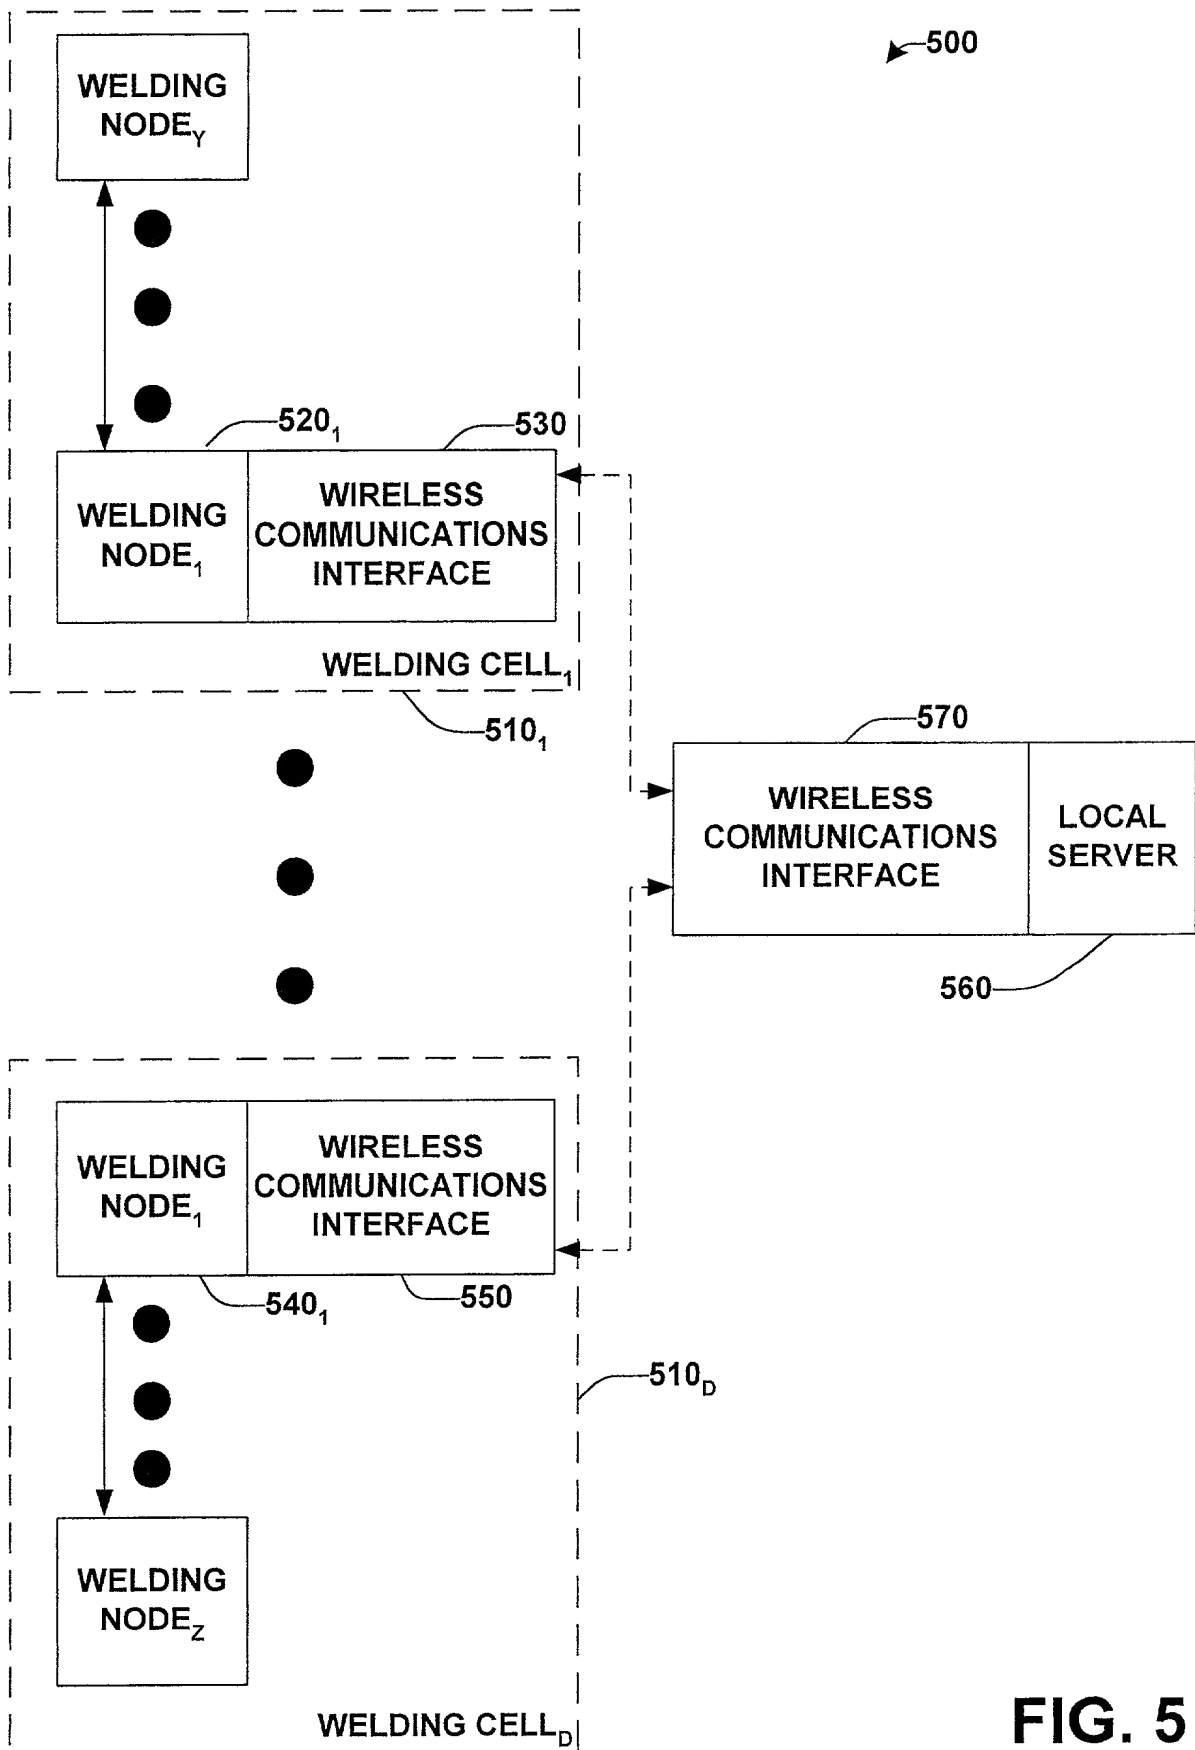 500
WELDING
NODEY
5201
530
WELDING
NODE1
WIRELESS
COMMUNICATIONS
INTERFACE
WELDING CELL1
5101
570
WIRELESS
COMMUNICATIONS
INTERFACE
LOCAL
SERVER
560
WELDING
NODE1
WIRELESS
COMMUNICATIONS
INTERFACE
5401
550
510D
WELDING
NODEZ
WELDING CELLD
FIG. 5